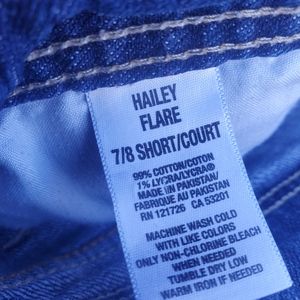 HAILEY
FLARE
7/8 SHORT/COURT
99% COTTON/COTON
1% LYCRA/LYCRA®
MADE IN PAKISTAN/
FABRIQUE AU PAKISTAN
RN 121726 CA 53201
MACHINE WASH COLD
WITH LIKE COLORS
ONLY NON-CHLORINE BLEACH
WHEN NEEDED
TUMBLE DRY LOW
WARM IRON IF NEEDED